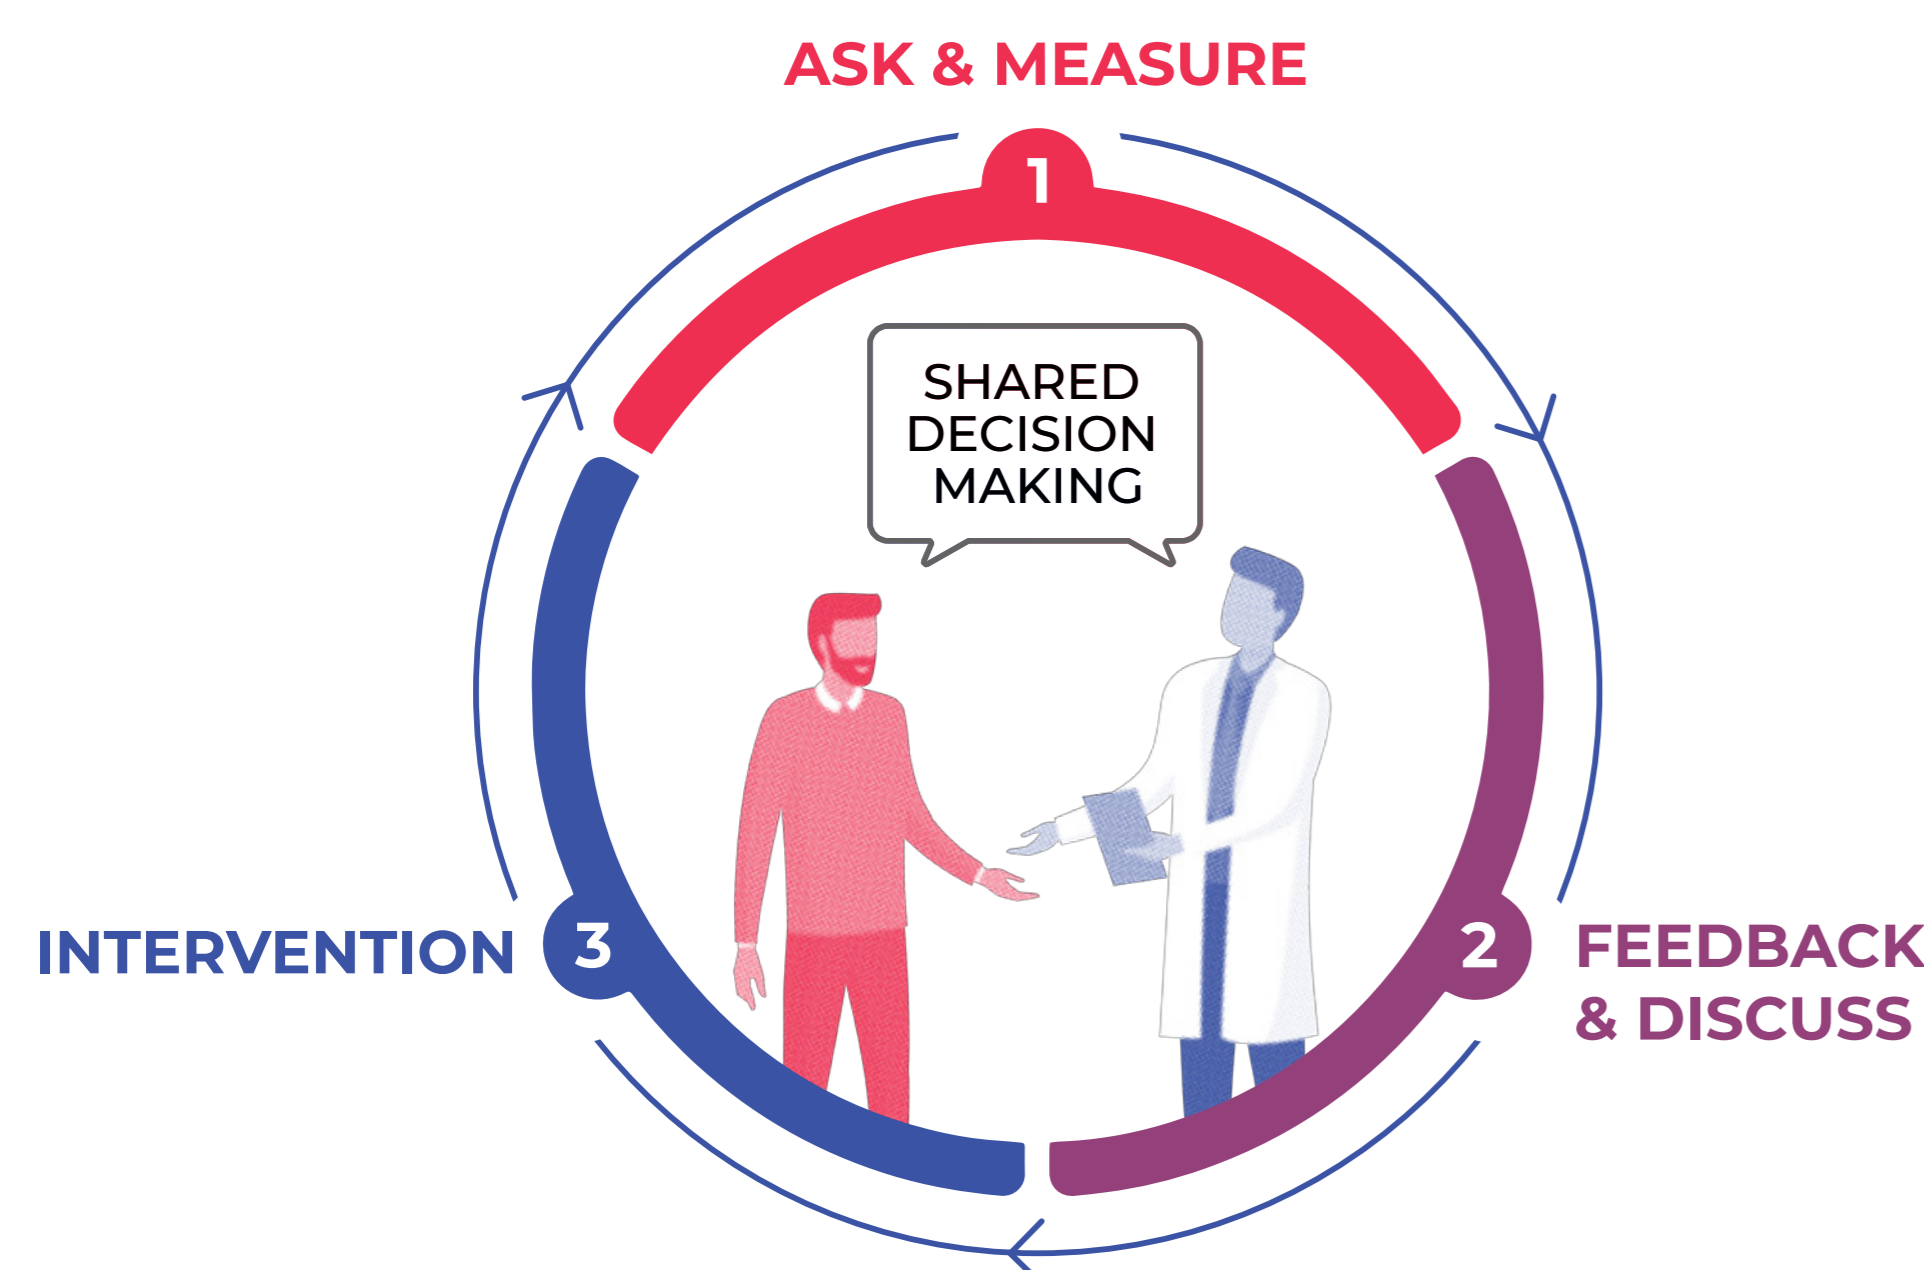 ASK & MEASURE
1
SHARED
DECISION
MAKING
2
FEEDBACK
& DISCUSS
INTERVENTION
3